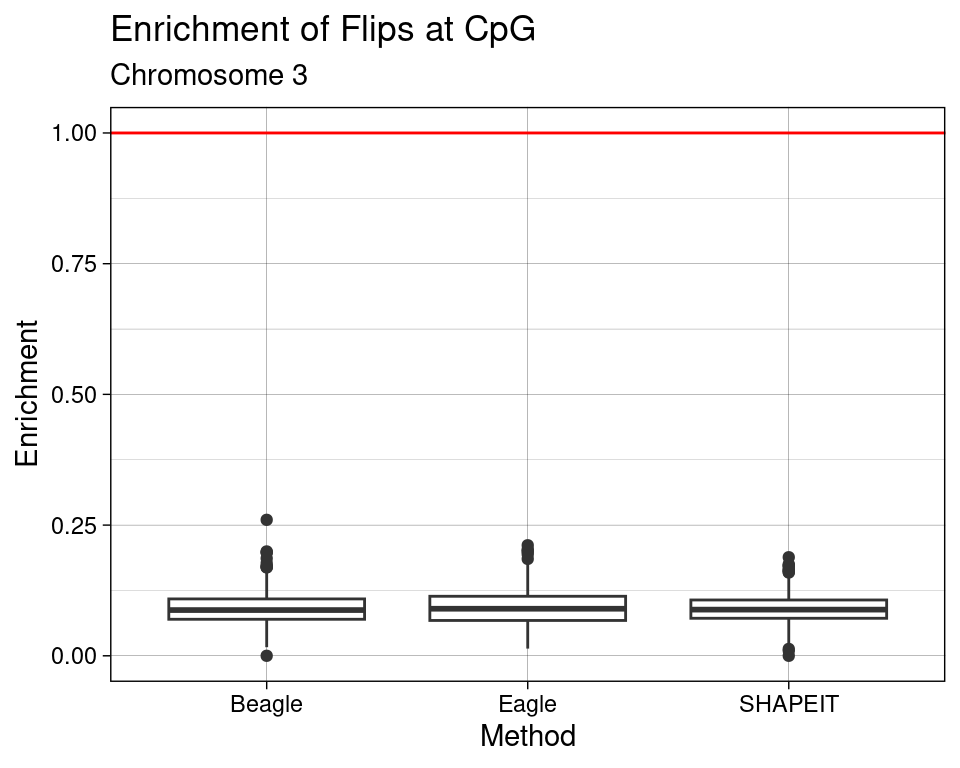 Enrichment of Flips at CpG
Chromosome 3
Enrichment
1.00
0.75
0.50
0.25
0.00
Beagle Eagle SHAPEIT
Method